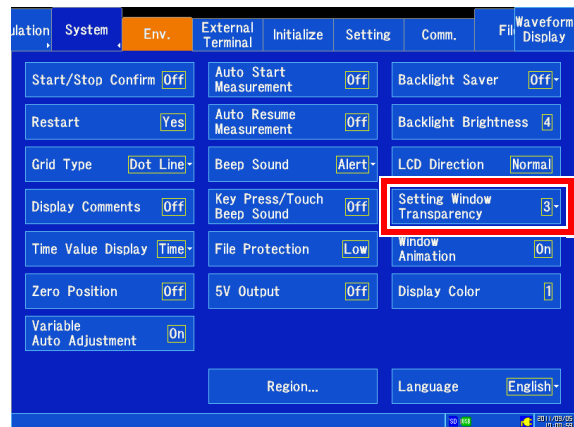 ulation System Env. External Terminal Initialize Setting Comm. Fil Waveform Display
Start/Stop Confirm Off
Auto Start Measurement Off
Backlight Saver Off
Restart Yes
Auto Resume Measurement Off
Backlight Brightness 4
Grid Type Dot Line
Beep Sound Alert
LCD Direction Normal
Display Comments Off
Key Press/Touch Beep Sound Off
Setting Window Transparency 3
Time Value Display Time
File Protection Low
Window Animation On
Zero Position Off
5V Output Off
Display Color 1
Variable Auto Adjustment On
Region...
Language English
SD USB
2011/09/05